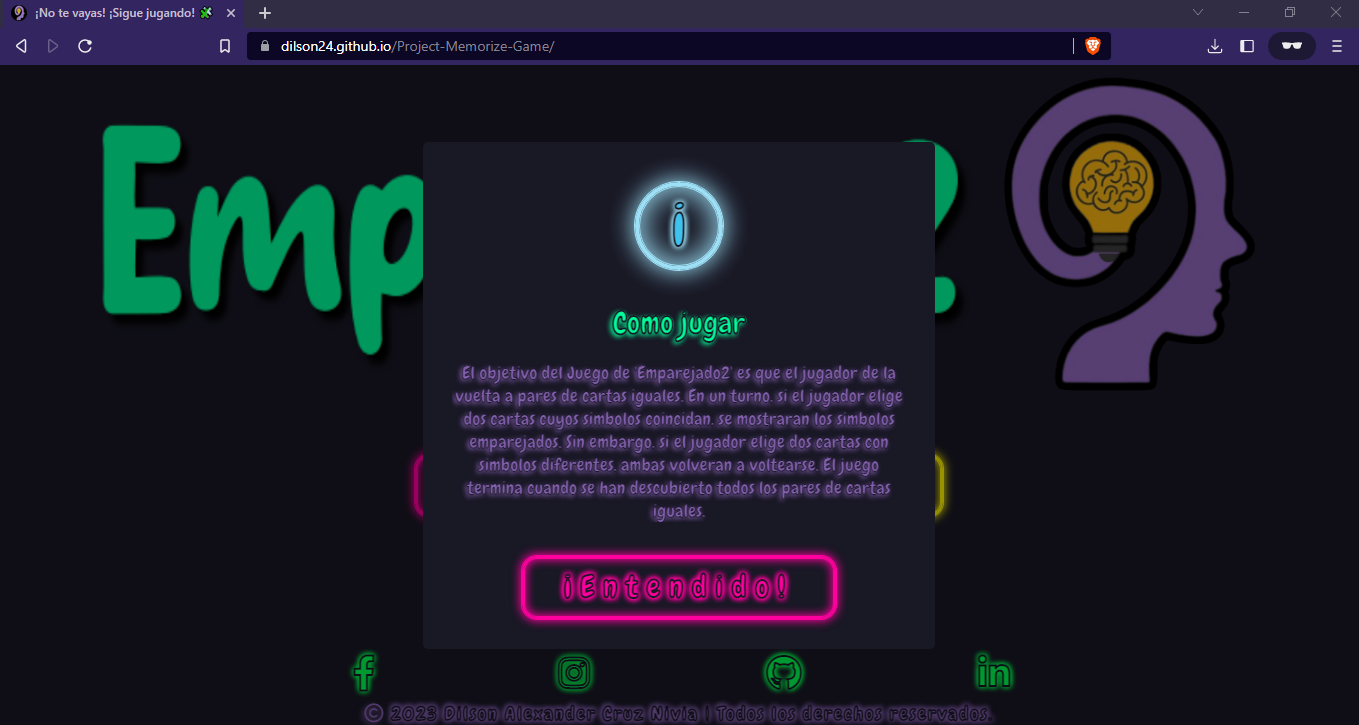 ¡No te vayas! ¡Sigue jugando!
dilson24.github.io/Project-Memorize-Game/
Emp
2
i
Como jugar
El objetivo del Juego de 'Emparejado2' es que el jugador de la
vuelta a pares de cartas iguales. En un turno, si el jugador elige
dos cartas cuyos simbolos coincidan, se mostraran los simbolos
emparejados. Sin embargo, si el jugador elige dos cartas con
simbolos diferentes, ambas volveran a voltearse. El juego
termina cuando se han descubierto todos los pares de cartas
iguales.
¡Entendido!
f
in
© 2023 Dilson Alexander Cruz Nivia | Todos los derechos reservados.